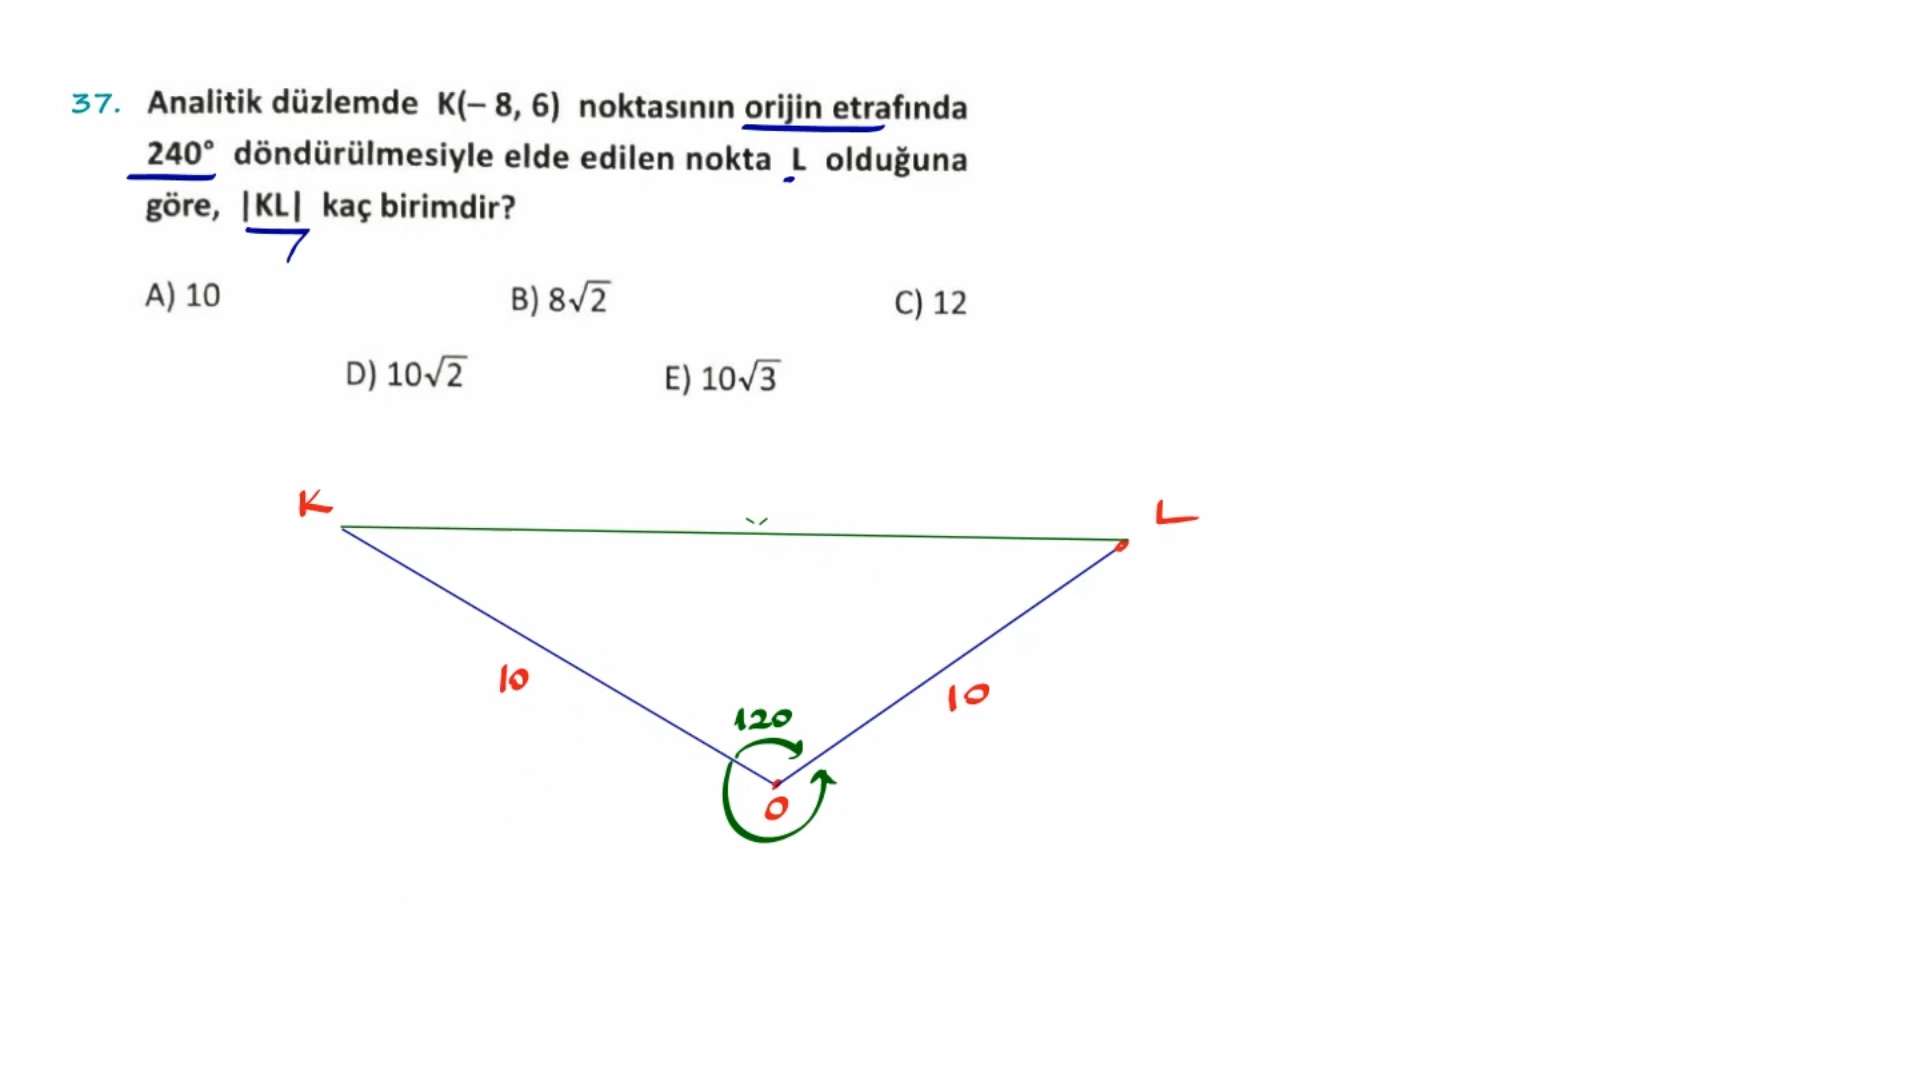 37. Analitik düzlemde K(– 8, 6) noktasının orijin etrafında
240° döndürülmesiyle elde edilen nokta L olduğuna
göre, |KL| kaç birimdir?
A) 10 B) 8√2 C) 12
D) 10√2 E) 10√3
K L
10 10
120
O